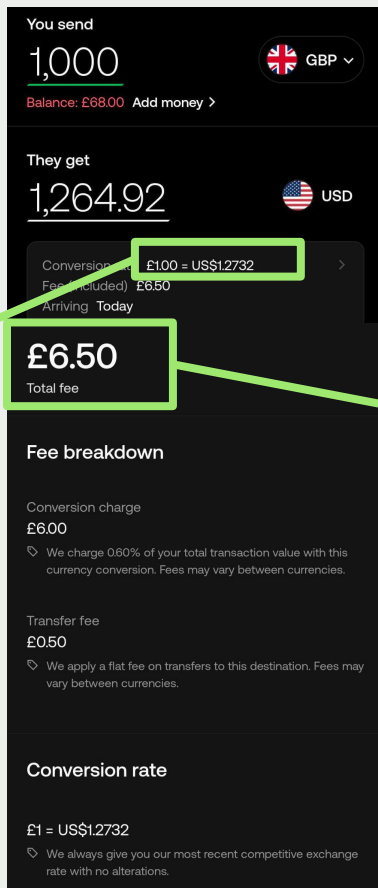 You send
1,000
GBP
Balance: £68.00 Add money >
They get
1,264.92
USD
Conversion £1.00 = US$1.2732
Fee (included) £6.50
Arriving Today
£6.50
Total fee
Fee breakdown
Conversion charge
£6.00
We charge 0.60% of your total transaction value with this
currency conversion. Fees may vary between currencies.
Transfer fee
£0.50
We apply a flat fee on transfers to this destination. Fees may
vary between currencies.
Conversion rate
£1 = US$1.2732
We always give you our most recent competitive exchange
rate with no alterations.